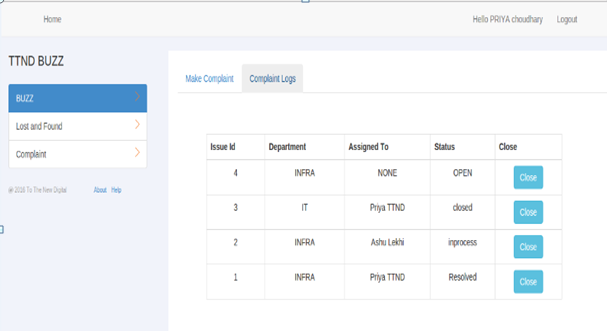 Home Hello PRIYA choudhary Logout
TTND BUZZ
BUZZ
Lost and Found
Complaint
@ 2026 To The New Digital About Help
Make Complaint Complaint Logs
Issue Id Department Assigned To Status Close
4 INFRA NONE OPEN Close
3 IT Priya TTND closed Close
2 INFRA Ashu Lekhi inprocess Close
1 INFRA Priya TTND Resolved Close